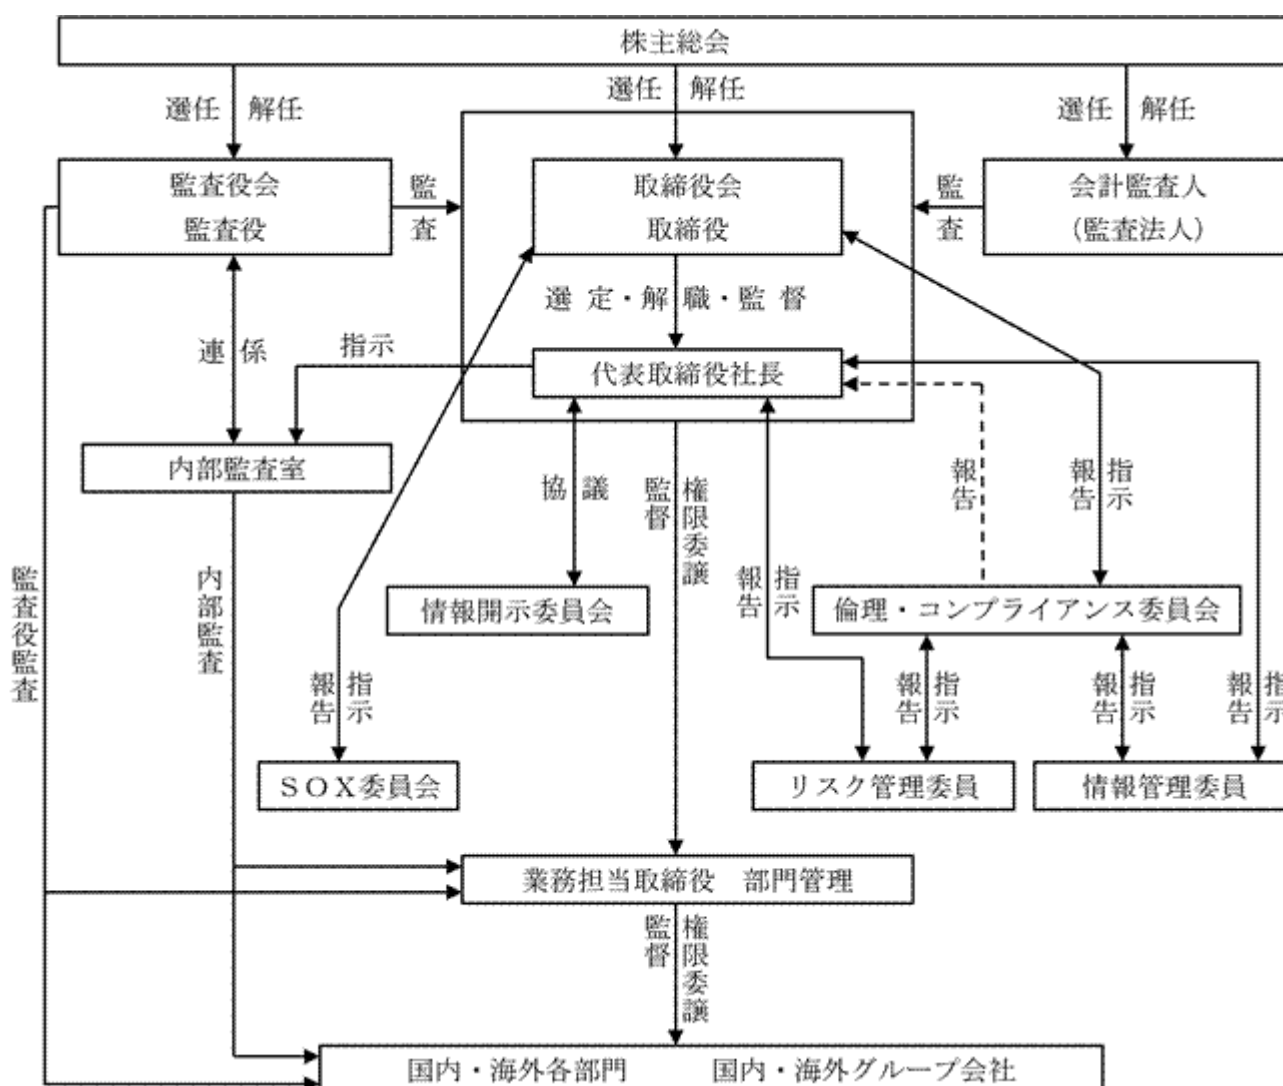 株主総会
選任 解任
選任 解任
選任 解任
監査役会
監査役
監査
取締役会
取締役
監査
会計監査人
（監査法人）
選定・解職・監督
連係
指示
代表取締役社長
内部監査室
協議
監督
権限委譲
報告
報告
指示
監査役監査
内部監査
情報開示委員会
報告
指示
倫理・コンプライアンス委員会
報告
指示
報告
指示
報告
指示
報告
指示
ＳＯＸ委員会
リスク管理委員
情報管理委員
業務担当取締役　部門管理
監督
権限委譲
国内・海外各部門　国内・海外グループ会社